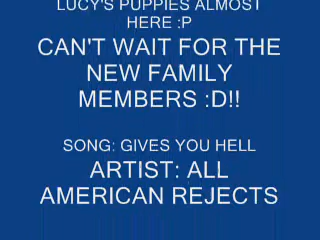 LUCY'S PUPPIES ALMOST
HERE :P
CAN'T WAIT FOR THE
NEW FAMILY
MEMBERS :D!!
SONG: GIVES YOU HELL
ARTIST: ALL
AMERICAN REJECTS